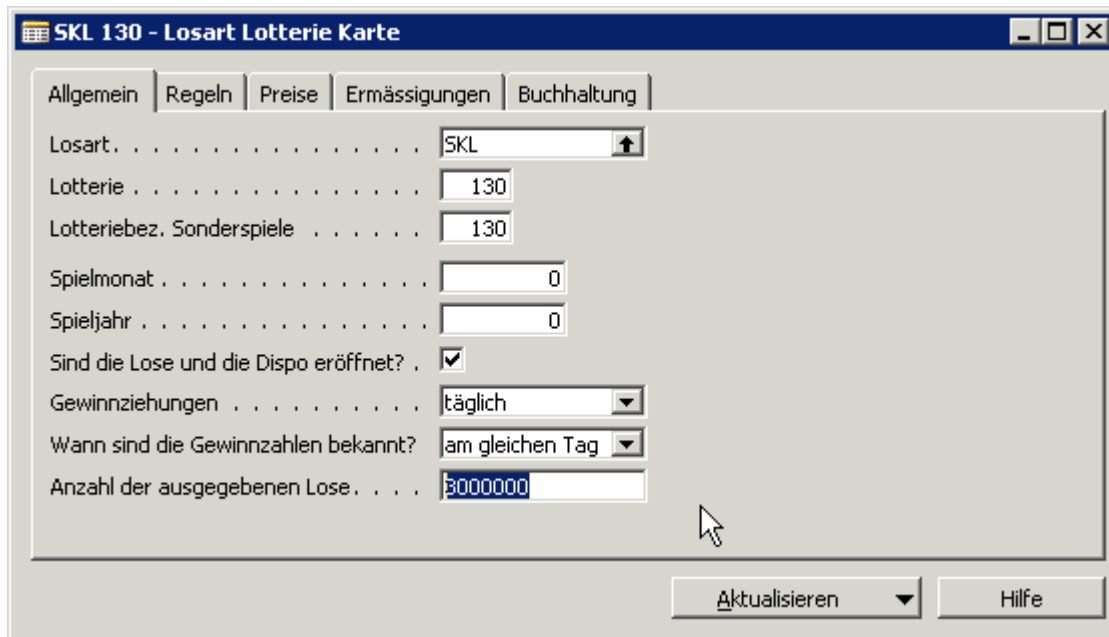 SKL 130 - Losart Lotterie Karte
Allgemein Regeln Preise Ermässigungen Buchhaltung
Losart. . . . . . . . . . . . . . . . SKL
Lotterie . . . . . . . . . . . . . . . 130
Lotteriebez. Sonderspiele . . . . . . 130
Spielmonat . . . . . . . . . . . . . . 0
Spieljahr . . . . . . . . . . . . . . . 0
Sind die Lose und die Dispo eröffnet? .
Gewinnziehungen . . . . . . . . . . täglich
Wann sind die Gewinnzahlen bekannt? am gleichen Tag
Anzahl der ausgegebenen Lose. . . . 3000000
Aktualisieren Hilfe